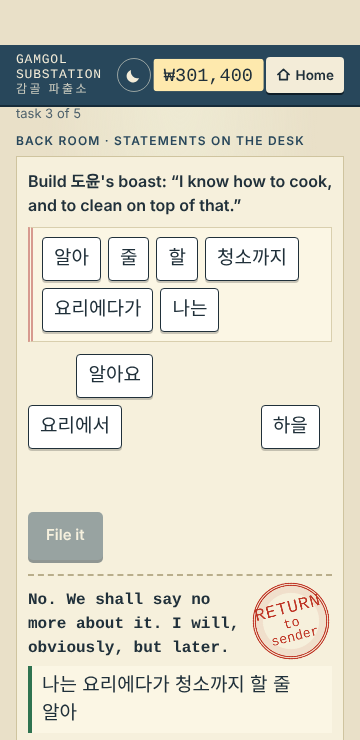 GAMGOL
SUBSTATION
감골 파출소
₩301,400
Home
task 3 of 5
BACK ROOM · STATEMENTS ON THE DESK
Build 도윤's boast: “I know how to cook,
and to clean on top of that.”
알아 줄 할 청소까지
요리에다가 나는
알아요
요리에서 하을
File it
No. We shall say no
more about it. I will,
obviously, but later.
RETURN
to
sender
나는 요리에다가 청소까지 할 줄
알아